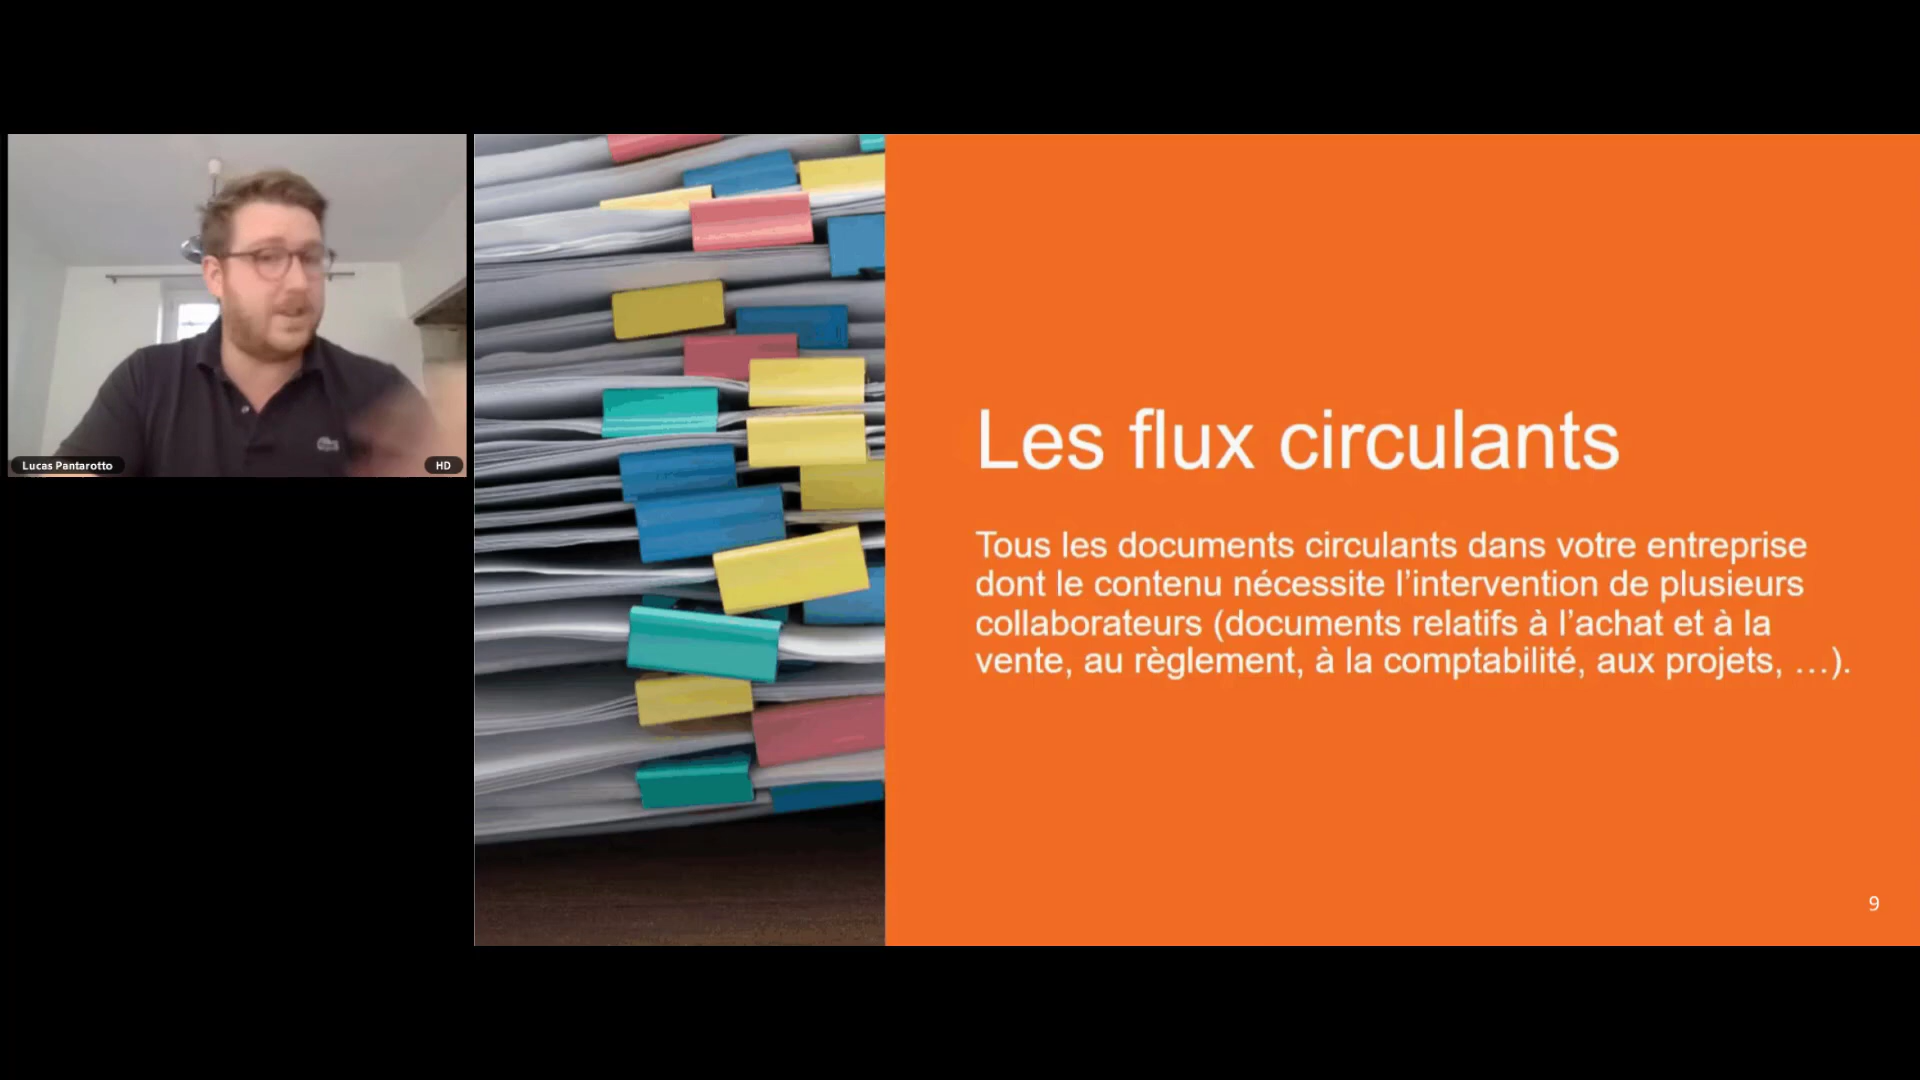 Lucas Pantarotto
HD
Les flux circulants
Tous les documents circulants dans votre entreprise
dont le contenu nécessite l’intervention de plusieurs
collaborateurs (documents relatifs à l’achat et à la
vente, au règlement, à la comptabilité, aux projets, …).
9